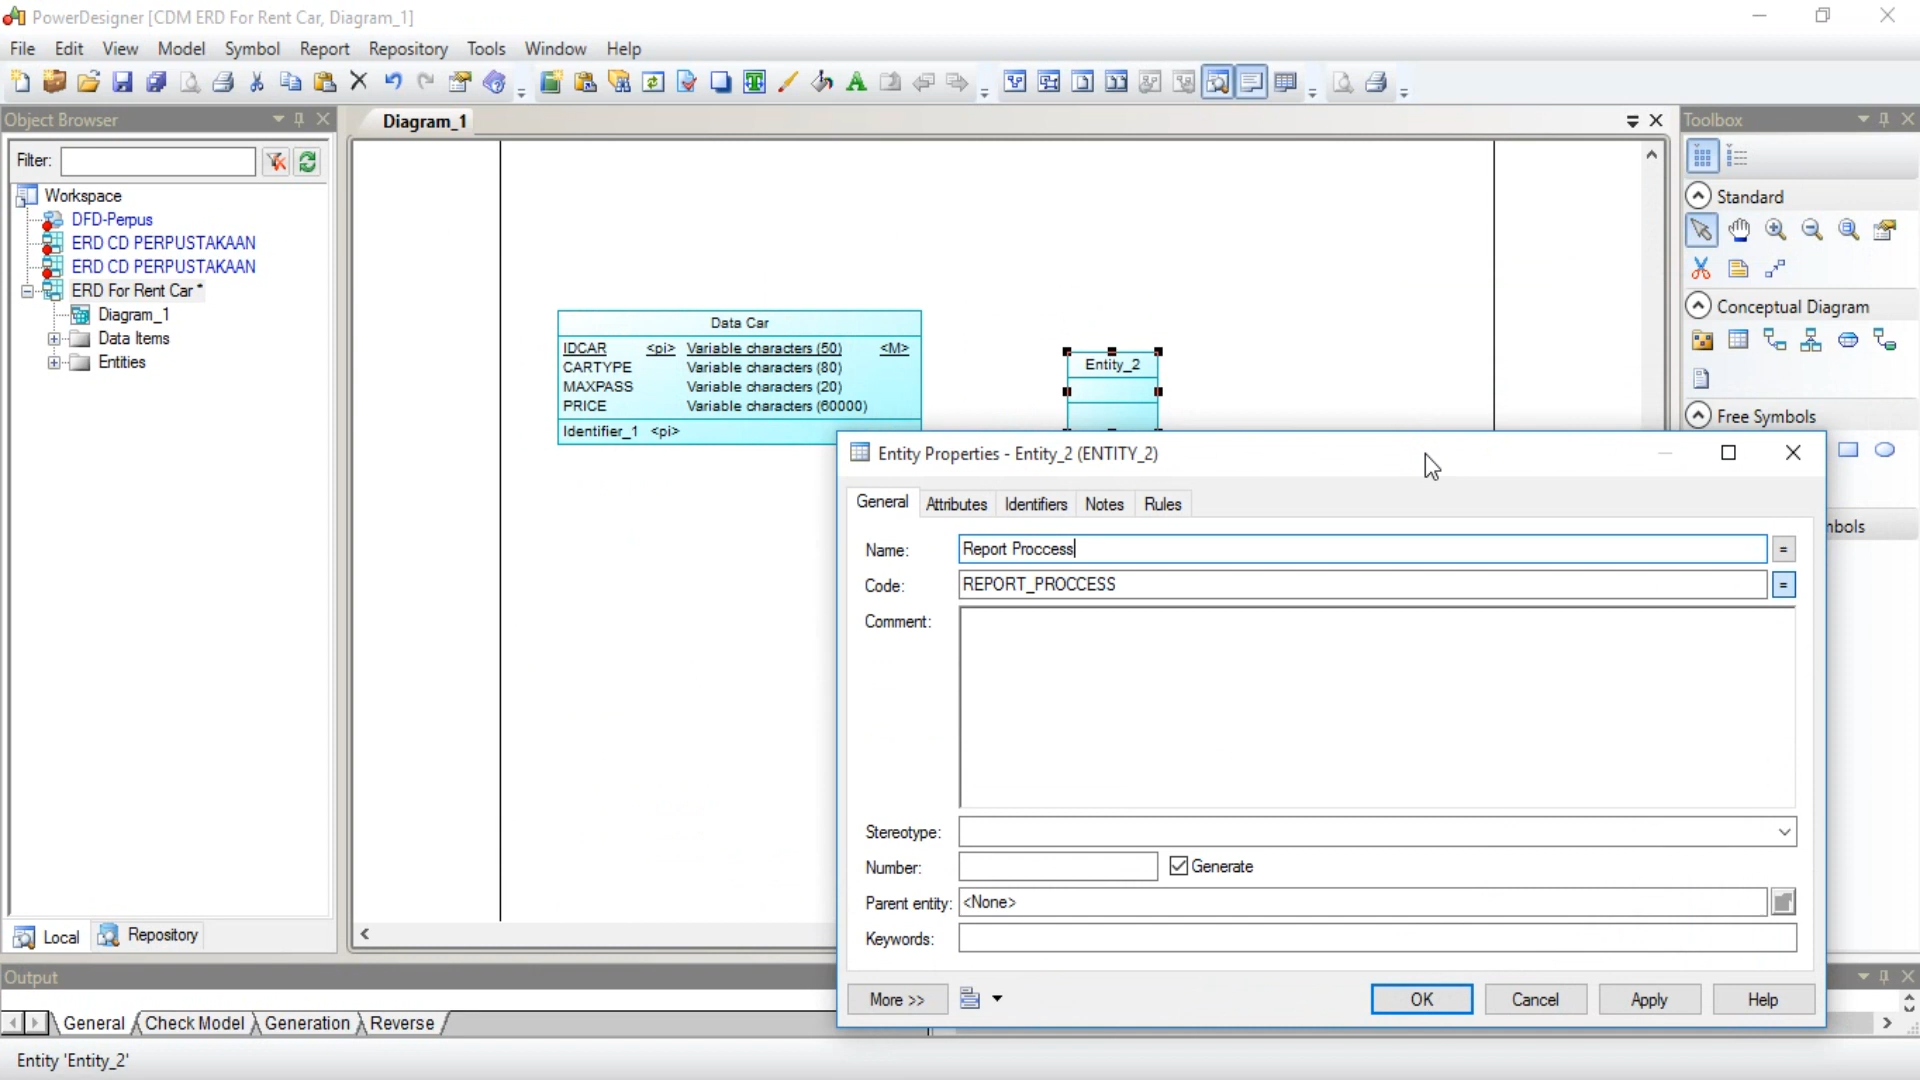 PowerDesigner [CDM ERD For Rent Car, Diagram_1]
File Edit View Model Symbol Report Repository Tools Window Help
Object Browser
Diagram_1
Toolbox
Filter:
Workspace
DFD-Perpus
ERD CD PERPUSTAKAAN
ERD CD PERPUSTAKAAN
ERD For Rent Car *
Diagram_1
Data Items
Entities
Standard
Conceptual Diagram
Free Symbols
mbols
Data Car
IDCAR <pi> Variable characters (50) <M>
CARTYPE Variable characters (80)
MAXPASS Variable characters (20)
PRICE Variable characters (60000)
Identifier_1 <pi>
Entity_2
Entity Properties - Entity_2 (ENTITY_2)
General Attributes Identifiers Notes Rules
Name: Report Proccess =
Code: REPORT_PROCCESS =
Comment:
Stereotype:
Number: Generate
Parent entity: <None>
Keywords:
More >> OK Cancel Apply Help
Local Repository
Output
General Check Model Generation Reverse
Entity 'Entity_2'